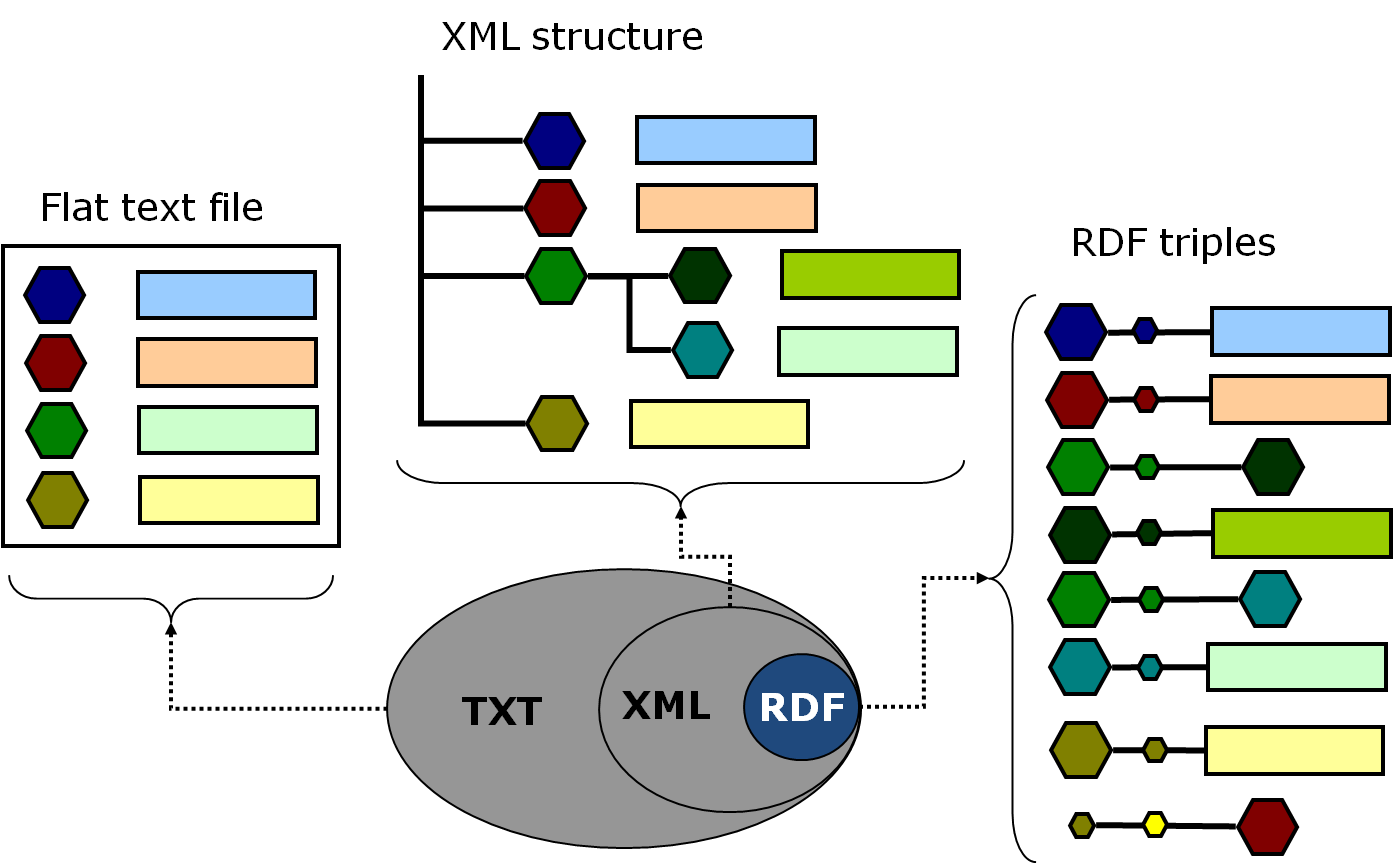 XML structure
Flat text file
RDF triples
TXT
XML
RDF